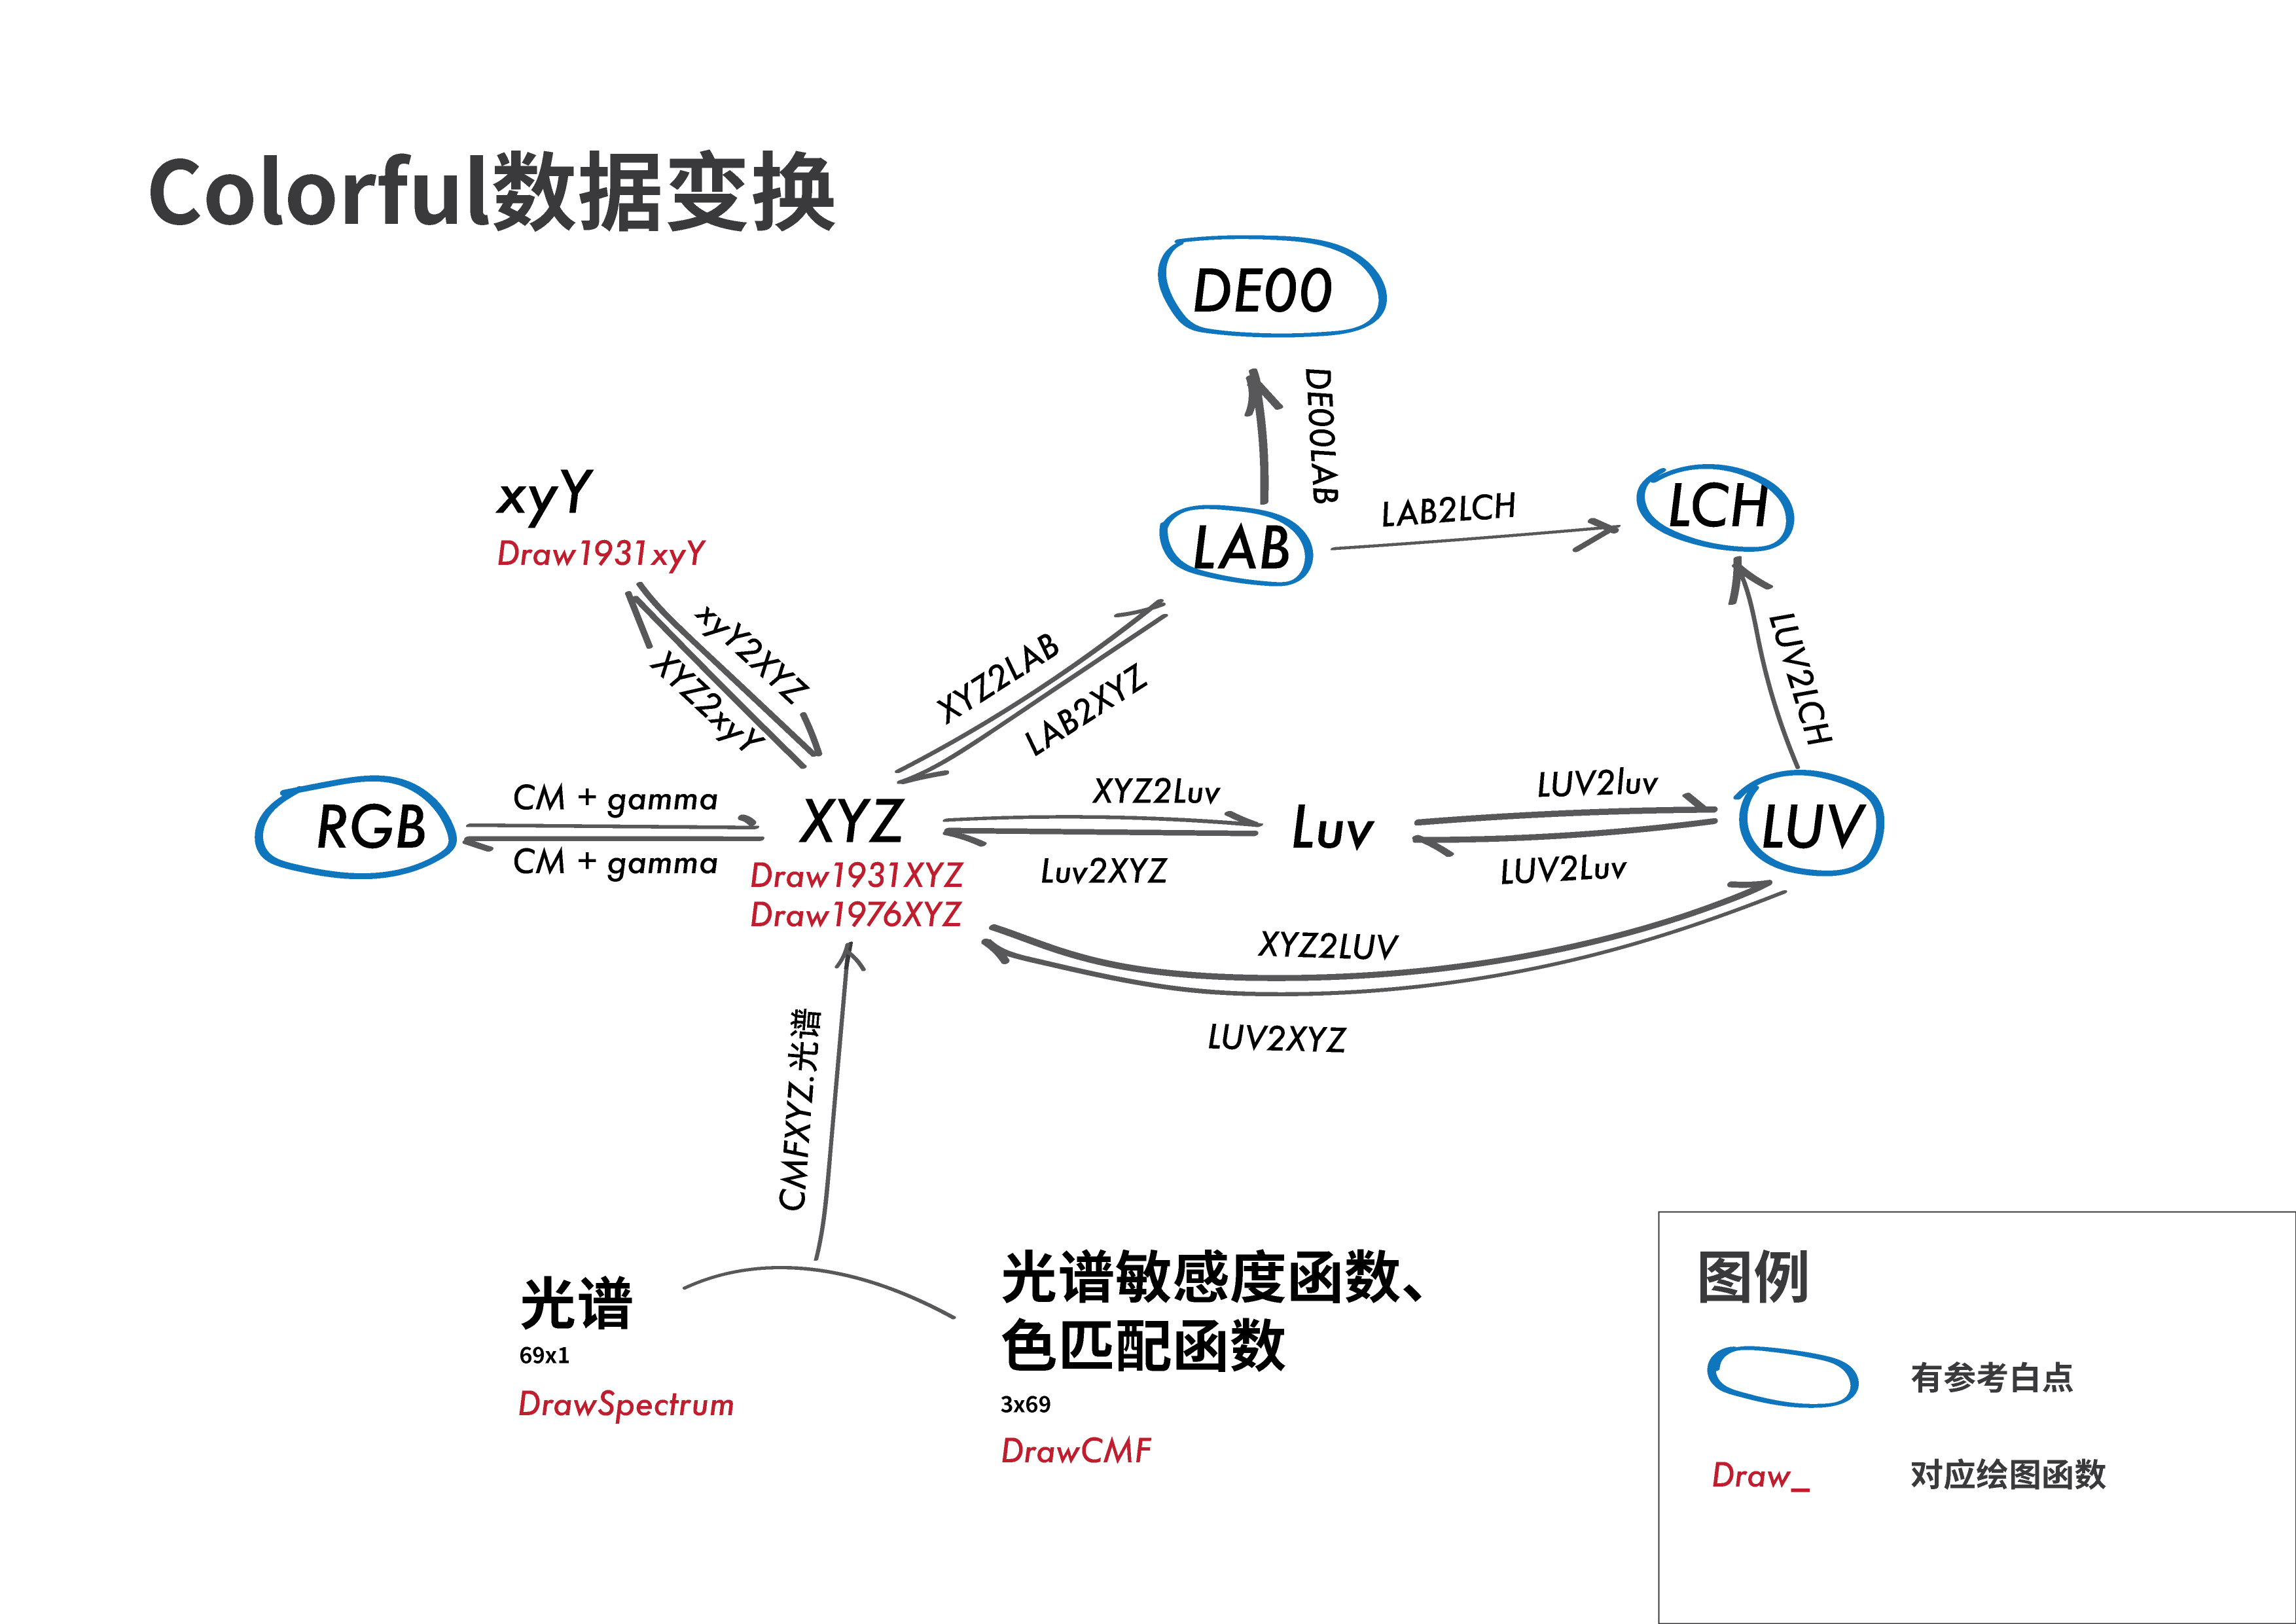 Colorful数据变换
DE00
DE00LAB
xyY
Draw1931xyY
LAB
LAB2LCH
LCH
xyY2XYZ
XYZ2xyY
XYZ2LAB
LAB2XYZ
LUV2LCH
RGB
CM + gamma
CM + gamma
XYZ
Draw1931XYZ
Draw1976XYZ
XYZ2Luv
Luv2XYZ
Luv
LUV2luv
LUV2Luv
LUV
XYZ2LUV
LUV2XYZ
CMFXYZ.光谱
光谱
69x1
DrawSpectrum
光谱敏感度函数、
色匹配函数
3x69
DrawCMF
图例
有参考白点
Draw_
对应绘图函数